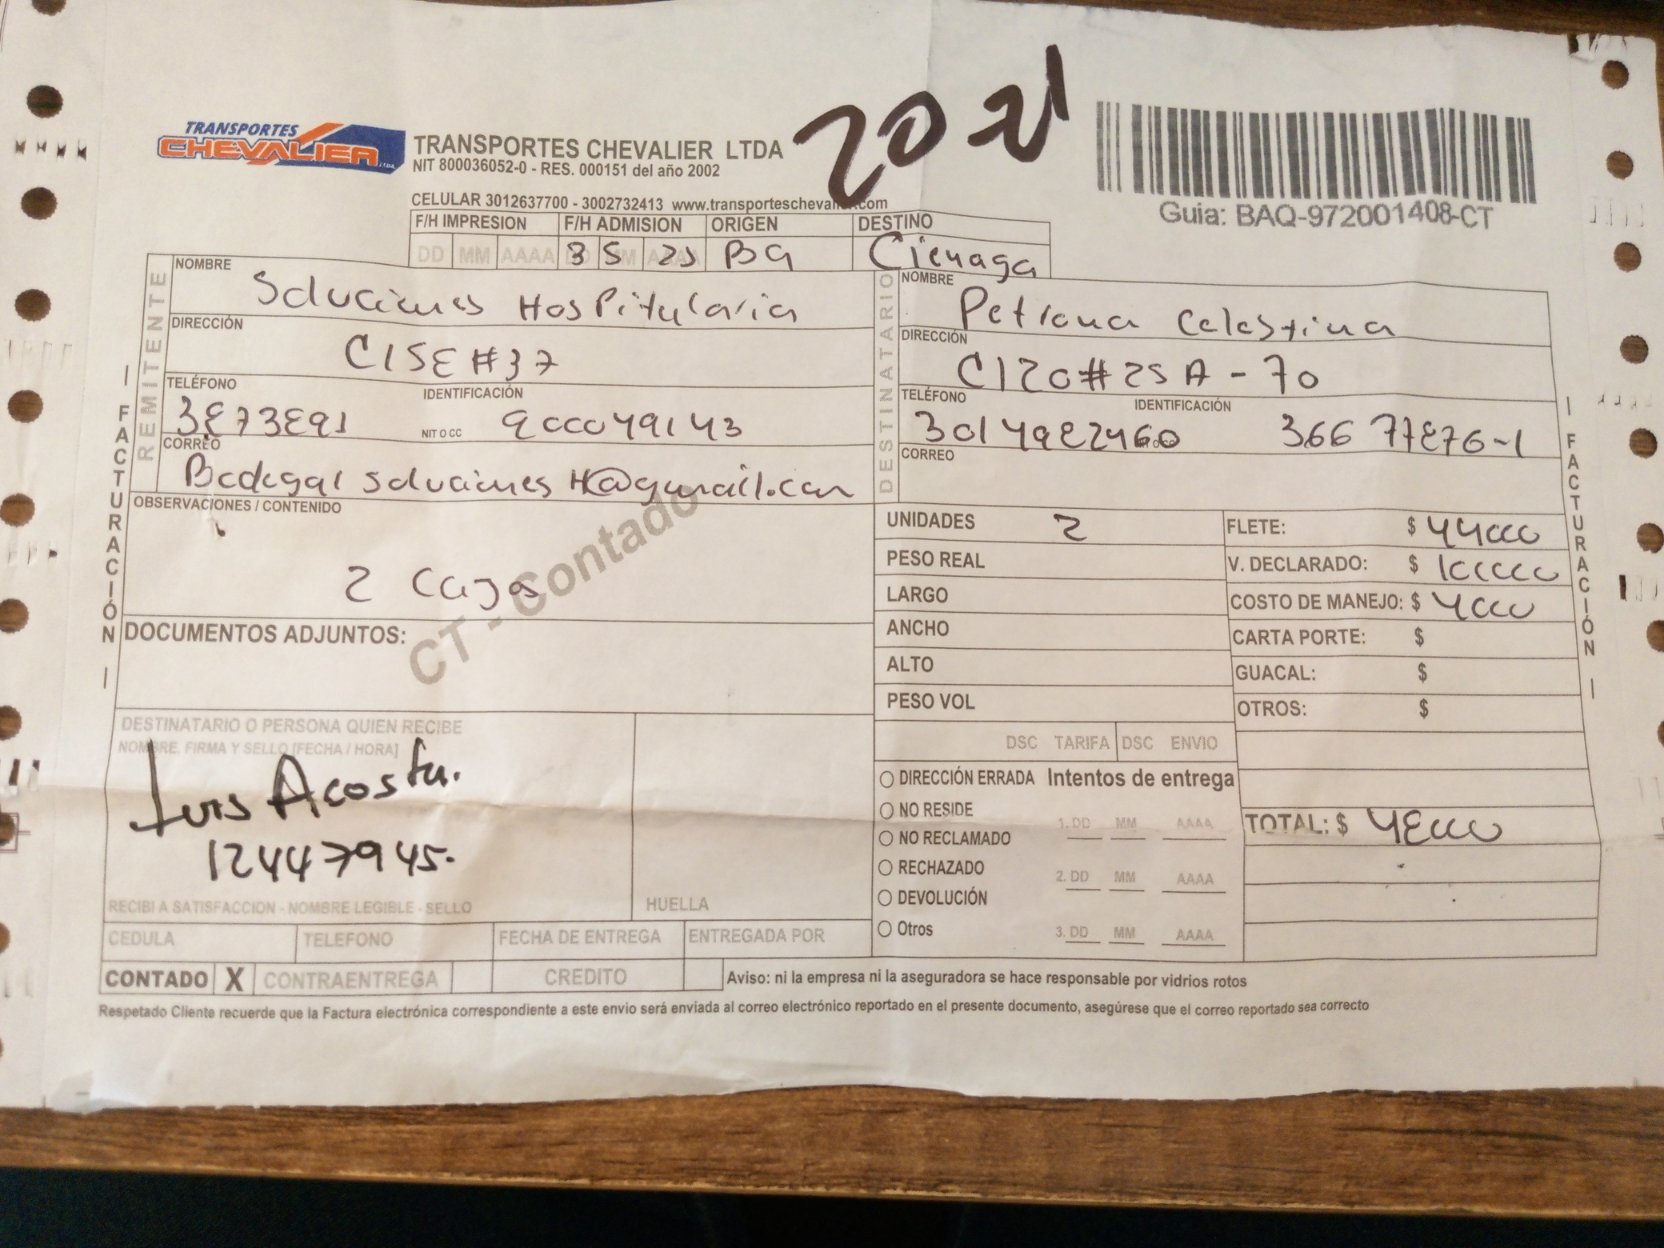 20-21
TRANSPORTES
CHEVALIER LTDA.
TRANSPORTES CHEVALIER LTDA
NIT 800036052-0 - RES. 000151 del año 2002
CELULAR 3012637700 - 3002732413 www.transporteschevalier.com
Guia: BAQ-972001408-CT
F/H IMPRESION F/H ADMISION ORIGEN DESTINO
DD MM AAAA BQ Cienaga
REMITENTE
NOMBRE
Soluciones Hospitalaria
DIRECCIÓN
TELÉFONO IDENTIFICACIÓN
NIT O CC 900049143
CORREO
DESTINATARIO
NOMBRE
Petrona Celestina
DIRECCIÓN
Cl20#25A-70
TELÉFONO IDENTIFICACIÓN
CORREO
| FACTURACIÓN |
| FACTURACIÓN |
OBSERVACIONES / CONTENIDO
2 Cajas
CT - Contado
DOCUMENTOS ADJUNTOS:
UNIDADES 2
PESO REAL
LARGO
ANCHO
ALTO
PESO VOL
FLETE: $ 44000
V. DECLARADO: $
COSTO DE MANEJO: $ 4000
CARTA PORTE: $
GUACAL: $
OTROS: $
DSC TARIFA DSC ENVIO
DESTINATARIO O PERSONA QUIEN RECIBE
NOMBRE, FIRMA Y SELLO [FECHA / HORA]
Luis Acosta.
12447945.
RECIBI A SATISFACCION - NOMBRE LEGIBLE - SELLO
HUELLA
DIRECCIÓN ERRADA Intentos de entrega
NO RESIDE
1. DD MM AAAA
NO RECLAMADO
RECHAZADO
2. DD MM AAAA
DEVOLUCIÓN
Otros
3. DD MM AAAA
TOTAL: $ 48000
CEDULA TELEFONO FECHA DE ENTREGA ENTREGADA POR
CONTADO X CONTRAENTREGA CREDITO
Aviso: ni la empresa ni la aseguradora se hace responsable por vidrios rotos
Respetado Cliente recuerde que la Factura electrónica correspondiente a este envio será enviada al correo electrónico reportado en el presente documento, asegúrese que el correo reportado sea correcto